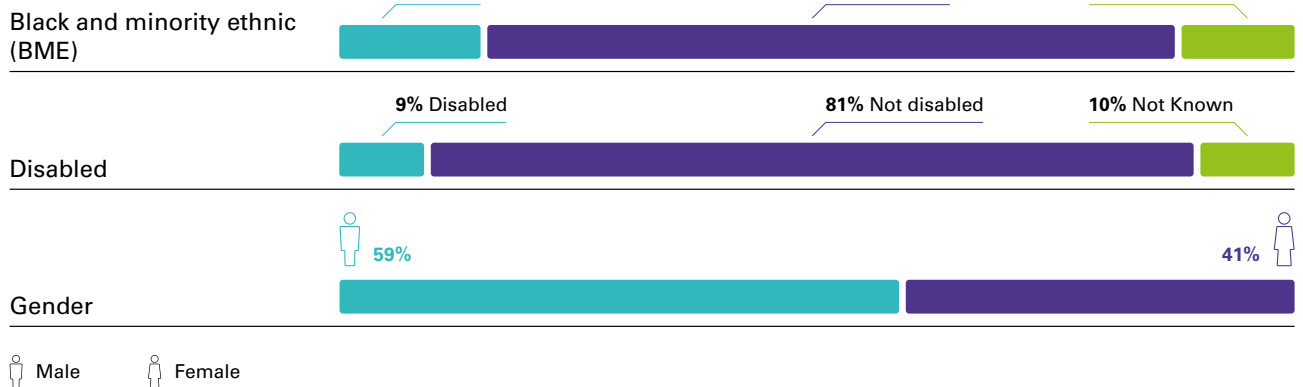 Black and minority ethnic
(BME)
9% Disabled
81% Not disabled
10% Not Known
Disabled
59%
41%
Gender
Male
Female